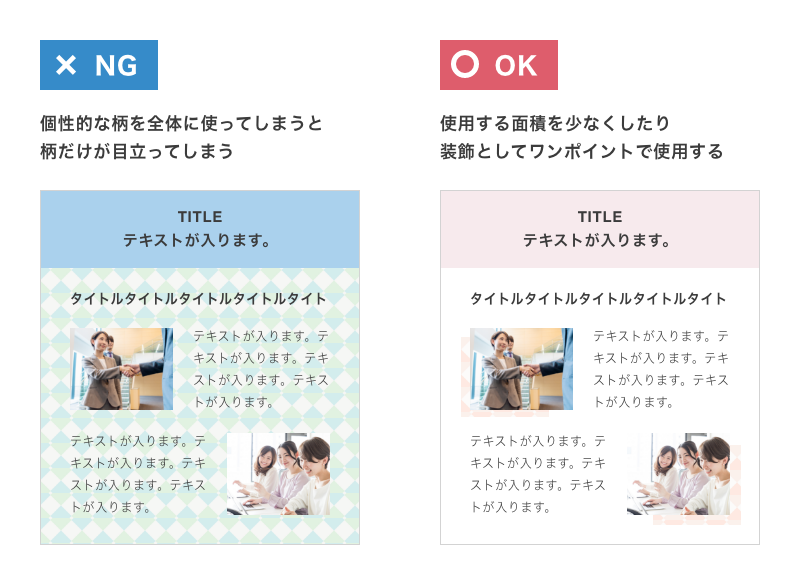 × NG
個性的な柄を全体に使ってしまうと
柄だけが目立ってしまう
TITLE
テキストが入ります。
タイトルタイトルタイトルタイトルタイト
テキストが入ります。テ
キストが入ります。テキ
ストが入ります。テキス
トが入ります。
テキストが入ります。テ
キストが入ります。テキ
ストが入ります。テキス
トが入ります。
○ OK
使用する面積を少なくしたり
装飾としてワンポイントで使用する
TITLE
テキストが入ります。
タイトルタイトルタイトルタイトルタイト
テキストが入ります。テ
キストが入ります。テキ
ストが入ります。テキス
トが入ります。
テキストが入ります。テ
キストが入ります。テキ
ストが入ります。テキス
トが入ります。